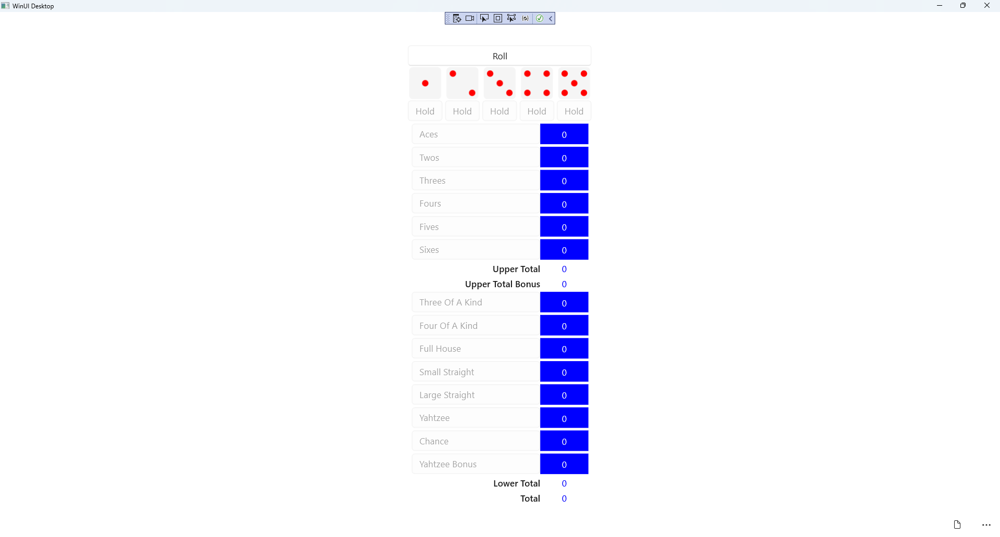 WinUI Desktop
Roll
Hold Hold Hold Hold Hold
Aces 0
Twos 0
Threes 0
Fours 0
Fives 0
Sixes 0
Upper Total 0
Upper Total Bonus 0
Three Of A Kind 0
Four Of A Kind 0
Full House 0
Small Straight 0
Large Straight 0
Yahtzee 0
Chance 0
Yahtzee Bonus 0
Lower Total 0
Total 0